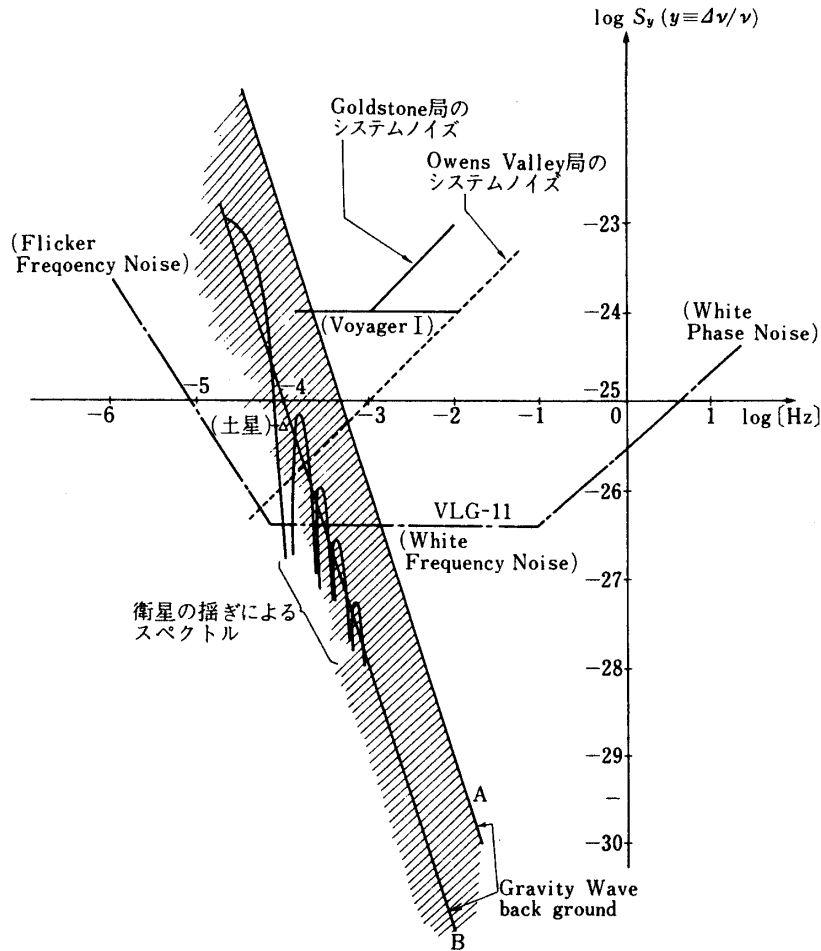 log Sy (y≡Δν/ν)
Goldstone局の
システムノイズ
Owens Valley局の
システムノイズ
(Flicker
Freqoency Noise)
(Voyager I)
(White
Phase Noise)
-23
-24
-25
-6
-5
-4
-3
-2
-1
0
1
log〔Hz〕
(土星)
-26
VLG-11
(White
Frequency Noise)
-27
衛星の揺ぎによる
スペクトル
-28
-29
A
-30
Gravity Wave
back ground
B